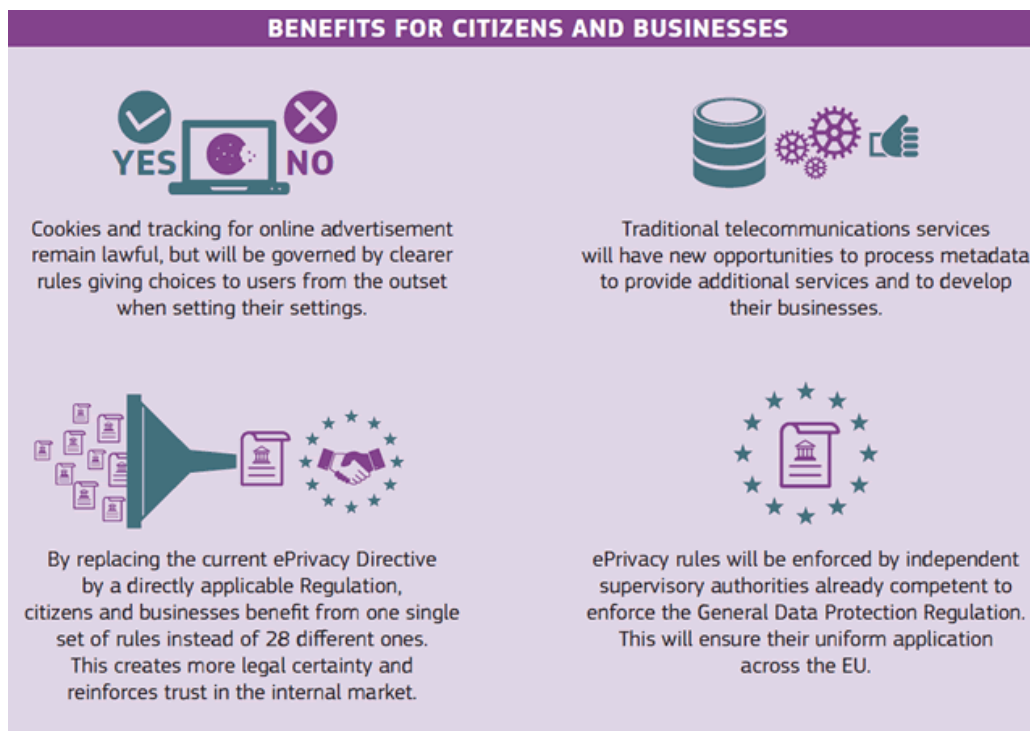 BENEFITS FOR CITIZENS AND BUSINESSES
YES
NO
Cookies and tracking for online advertisement
remain lawful, but will be governed by clearer
rules giving choices to users from the outset
when setting their settings.
Traditional telecommunications services
will have new opportunities to process metadata
to provide additional services and to develop
their businesses.
By replacing the current ePrivacy Directive
by a directly applicable Regulation,
citizens and businesses benefit from one single
set of rules instead of 28 different ones.
This creates more legal certainty and
reinforces trust in the internal market.
ePrivacy rules will be enforced by independent
supervisory authorities already competent to
enforce the General Data Protection Regulation.
This will ensure their uniform application
across the EU.